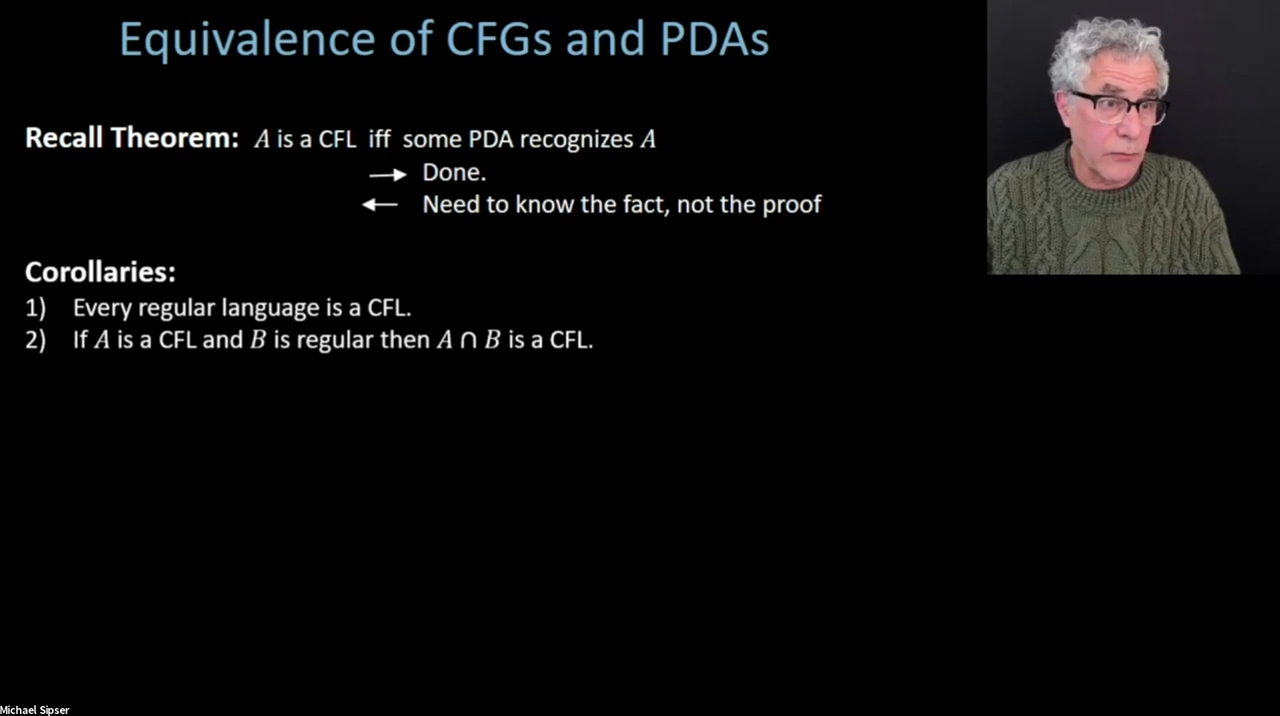 Equivalence of CFGs and PDAs
Recall Theorem: A is a CFL iff some PDA recognizes A
→ Done.
← Need to know the fact, not the proof
Corollaries:
1) Every regular language is a CFL.
2) If A is a CFL and B is regular then A ∩ B is a CFL.
Michael Sipser